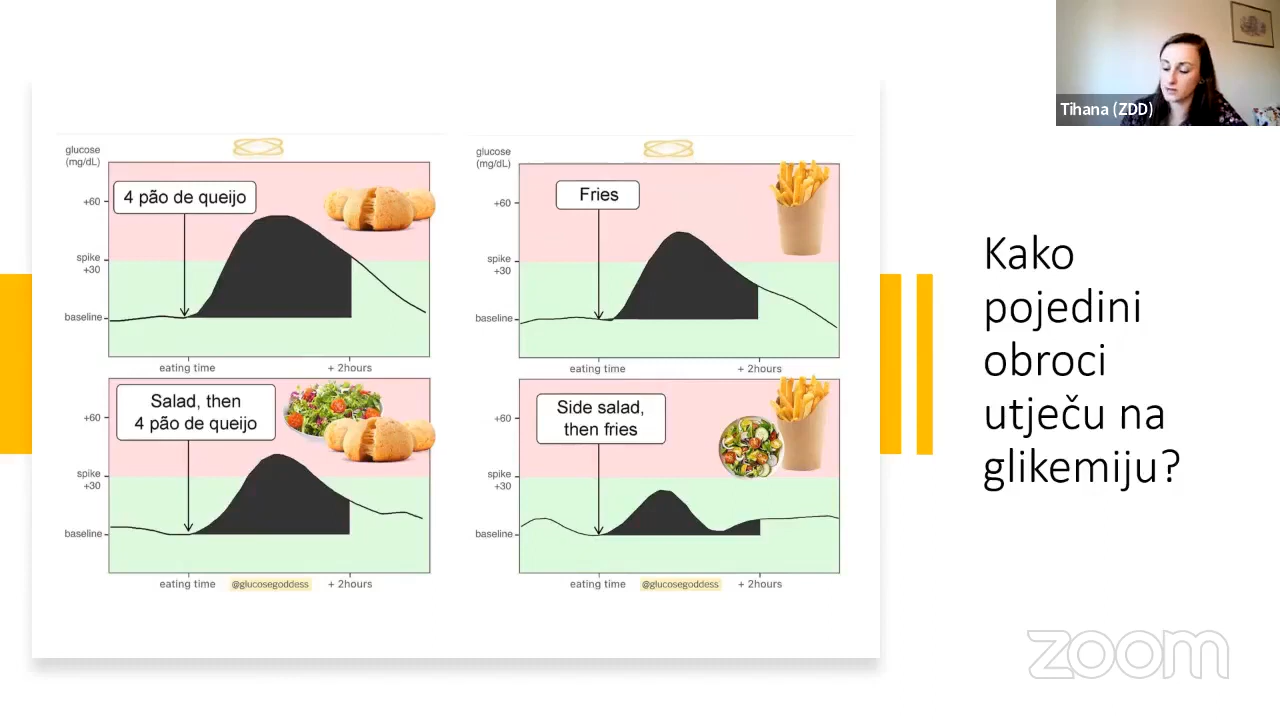 Tihana (ZDD)
glucose
(mg/dL)
+60
spike
+30
baseline
4 pão de queijo
eating time
+ 2hours
glucose
(mg/dL)
+60
spike
+30
baseline
Fries
eating time
+ 2hours
+60
spike
+30
baseline
Salad, then
4 pão de queijo
eating time
@glucosegoddess
+ 2hours
+60
spike
+30
baseline
Side salad,
then fries
eating time
@glucosegoddess
+ 2hours
Kako
pojedini
obroci
utječu na
glikemiju?
zoom